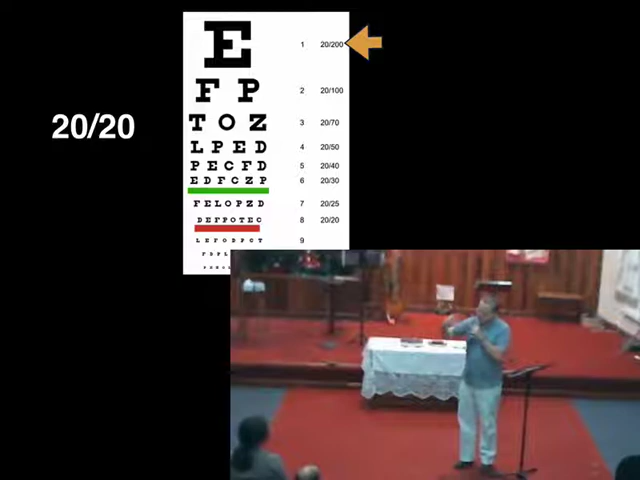 20/20
E 1 20/200
F P 2 20/100
T O Z 3 20/70
L P E D 4 20/50
P E C F D 5 20/40
E D F C Z P 6 20/30
F E L O P Z D 7 20/25
D E F P O T E C 8 20/20
L E F O D P C T 9